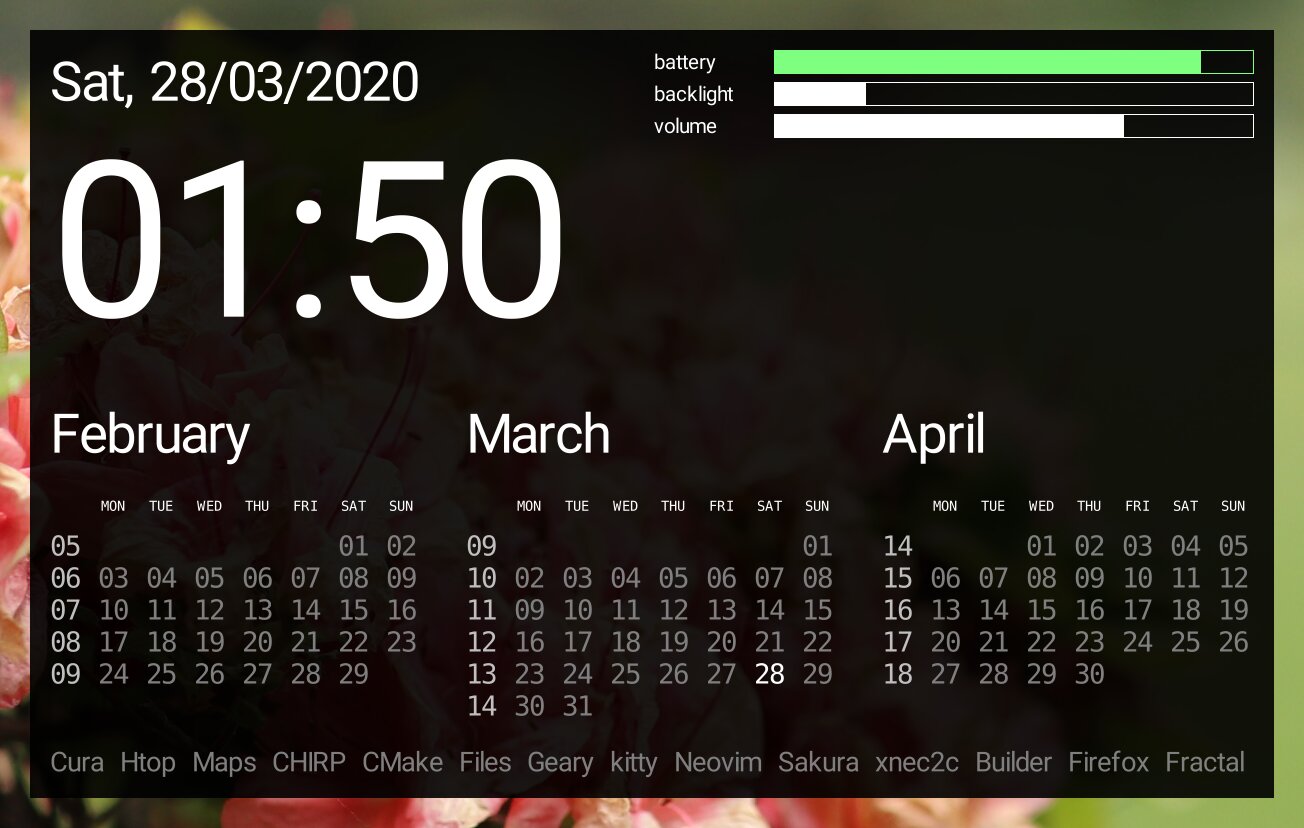 Sat, 28/03/2020
battery
backlight
volume
01:50
February
MON TUE WED THU FRI SAT SUN
05 01 02
06 03 04 05 06 07 08 09
07 10 11 12 13 14 15 16
08 17 18 19 20 21 22 23
09 24 25 26 27 28 29
March
MON TUE WED THU FRI SAT SUN
09 01
10 02 03 04 05 06 07 08
11 09 10 11 12 13 14 15
12 16 17 18 19 20 21 22
13 23 24 25 26 27 28 29
14 30 31
April
MON TUE WED THU FRI SAT SUN
14 01 02 03 04 05
15 06 07 08 09 10 11 12
16 13 14 15 16 17 18 19
17 20 21 22 23 24 25 26
18 27 28 29 30
Cura Htop Maps CHIRP CMake Files Geary kitty Neovim Sakura xnec2c Builder Firefox Fractal